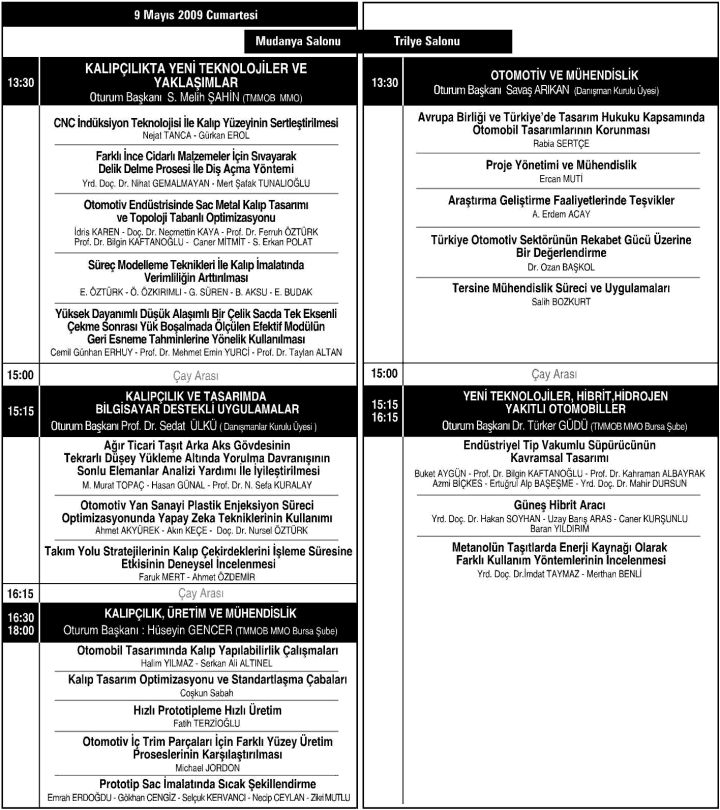 9 Mayıs 2009 Cumartesi
Mudanya Salonu
13:30
KALIPÇILIKTA YENİ TEKNOLOJİLER VE
YAKLAŞIMLAR
Oturum Başkanı S. Melih ŞAHİN (TMMOB MMO)
CNC İndüksiyon Teknolojisi İle Kalıp Yüzeyinin Sertleştirilmesi
Nejat TANCA - Gürkan EROL
Farklı İnce Cidarlı Malzemeler İçin Sıvayarak
Delik Delme Prosesi İle Diş Açma Yöntemi
Yrd. Doç. Dr. Nihat GEMALMAYAN - Mert Şafak TUNALIOĞLU
Otomotiv Endüstrisinde Sac Metal Kalıp Tasarımı
ve Topoloji Tabanlı Optimizasyonu
İdris KAREN - Doç. Dr. Necmettin KAYA - Prof. Dr. Ferruh ÖZTÜRK
Prof. Dr. Bilgin KAFTANOĞLU - Caner MİTMİT - S. Erkan POLAT
Süreç Modelleme Teknikleri İle Kalıp İmalatında
Verimliliğin Arttırılması
E. ÖZTÜRK - Ö. ÖZKIRIMLI - G. SÜREN - B. AKSU - E. BUDAK
Yüksek Dayanımlı Düşük Alaşımlı Bir Çelik Sacda Tek Eksenli
Çekme Sonrası Yük Boşalmada Ölçülen Efektif Modülün
Geri Esneme Tahminlerine Yönelik Kullanılması
Cemil Günhan ERHUY - Prof. Dr. Mehmet Emin YURCİ - Prof. Dr. Taylan ALTAN
15:00
Çay Arası
15:15
KALIPÇILIK VE TASARIMDA
BİLGİSAYAR DESTEKLİ UYGULAMALAR
Oturum Başkanı Prof. Dr. Sedat ÜLKÜ ( Danışmanlar Kurulu Üyesi )
Ağır Ticari Taşıt Arka Aks Gövdesinin
Tekrarlı Düşey Yükleme Altında Yorulma Davranışının
Sonlu Elemanlar Analizi Yardımı İle İyileştirilmesi
M. Murat TOPAÇ - Hasan GÜNAL - Prof. Dr. N. Sefa KURALAY
Otomotiv Yan Sanayi Plastik Enjeksiyon Süreci
Optimizasyonunda Yapay Zeka Tekniklerinin Kullanımı
Ahmet AKYÜREK - Akın KEÇE - Doç. Dr. Nursel ÖZTÜRK
Takım Yolu Stratejilerinin Kalıp Çekirdeklerini İşleme Süresine
Etkisinin Deneysel İncelenmesi
Faruk MERT - Ahmet ÖZDEMİR
16:15
Çay Arası
16:30
18:00
KALIPÇILIK, ÜRETİM VE MÜHENDİSLİK
Oturum Başkanı : Hüseyin GENCER (TMMOB MMO Bursa Şube)
Otomobil Tasarımında Kalıp Yapılabilirlik Çalışmaları
Halim YILMAZ - Serkan Ali ALTINEL
Kalıp Tasarım Optimizasyonu ve Standartlaşma Çabaları
Coşkun Sabah
Hızlı Prototipleme Hızlı Üretim
Fatih TERZİOĞLU
Otomotiv İç Trim Parçaları İçin Farklı Yüzey Üretim
Proseslerinin Karşılaştırılması
Michael JORDON
Prototip Sac İmalatında Sıcak Şekillendirme
Emrah ERDOĞDU - Gökhan CENGİZ - Selçuk KERVANCI - Necip CEYLAN - Zikri MUTLU
Trilye Salonu
13:30
OTOMOTİV VE MÜHENDİSLİK
Oturum Başkanı Savaş ARIKAN (Danışman Kurulu Üyesi)
Avrupa Birliği ve Türkiye'de Tasarım Hukuku Kapsamında
Otomobil Tasarımlarının Korunması
Rabia SERTÇE
Proje Yönetimi ve Mühendislik
Ercan MUTİ
Araştırma Geliştirme Faaliyetlerinde Teşvikler
A. Erdem ACAY
Türkiye Otomotiv Sektörünün Rekabet Gücü Üzerine
Bir Değerlendirme
Dr. Ozan BAŞKOL
Tersine Mühendislik Süreci ve Uygulamaları
Salih BOZKURT
15:00
Çay Arası
15:15
16:15
YENİ TEKNOLOJİLER, HİBRİT,HİDROJEN
YAKITLI OTOMOBİLLER
Oturum Başkanı Dr. Türker GÜDÜ (TMMOB MMO Bursa Şube)
Endüstriyel Tip Vakumlu Süpürücünün
Kavramsal Tasarımı
Buket AYGÜN - Prof. Dr. Bilgin KAFTANOĞLU - Prof. Dr. Kahraman ALBAYRAK
Azmi BİÇKES - Ertuğrul Alp BAŞEŞME - Yrd. Doç. Dr. Mahir DURSUN
Güneş Hibrit Aracı
Yrd. Doç. Dr. Hakan SOYHAN - Uzay Barış ARAS - Caner KURŞUNLU
Baran YILDIRIM
Metanolün Taşıtlarda Enerji Kaynağı Olarak
Farklı Kullanım Yöntemlerinin İncelenmesi
Yrd. Doç. Dr.İmdat TAYMAZ - Merthan BENLİ